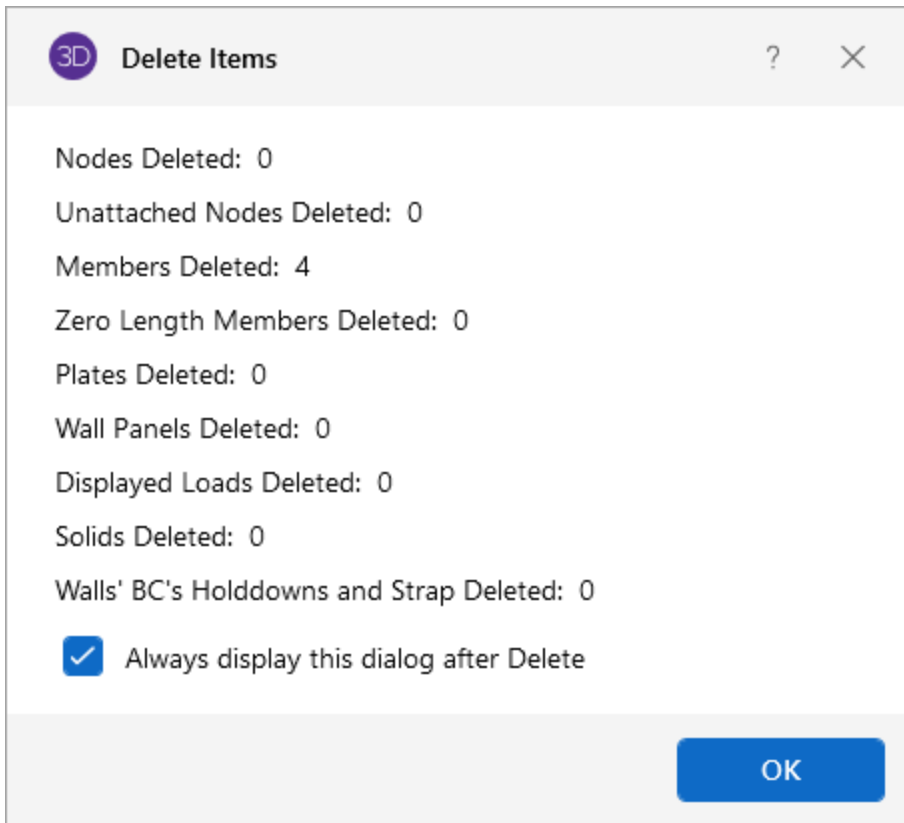 3D Delete Items ?
Nodes Deleted: 0
Unattached Nodes Deleted: 0
Members Deleted: 4
Zero Length Members Deleted: 0
Plates Deleted: 0
Wall Panels Deleted: 0
Displayed Loads Deleted: 0
Solids Deleted: 0
Walls' BC's Holddowns and Strap Deleted: 0
Always display this dialog after Delete
OK